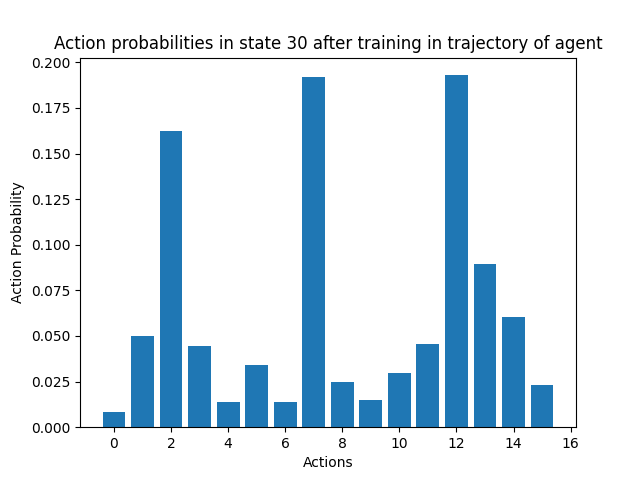 Action probabilities in state 30 after training in trajectory of agent
0.200
0.175
0.150
0.125
0.100
0.075
0.050
0.025
0.000
Action Probability
0 2 4 6 8 10 12 14 16
Actions